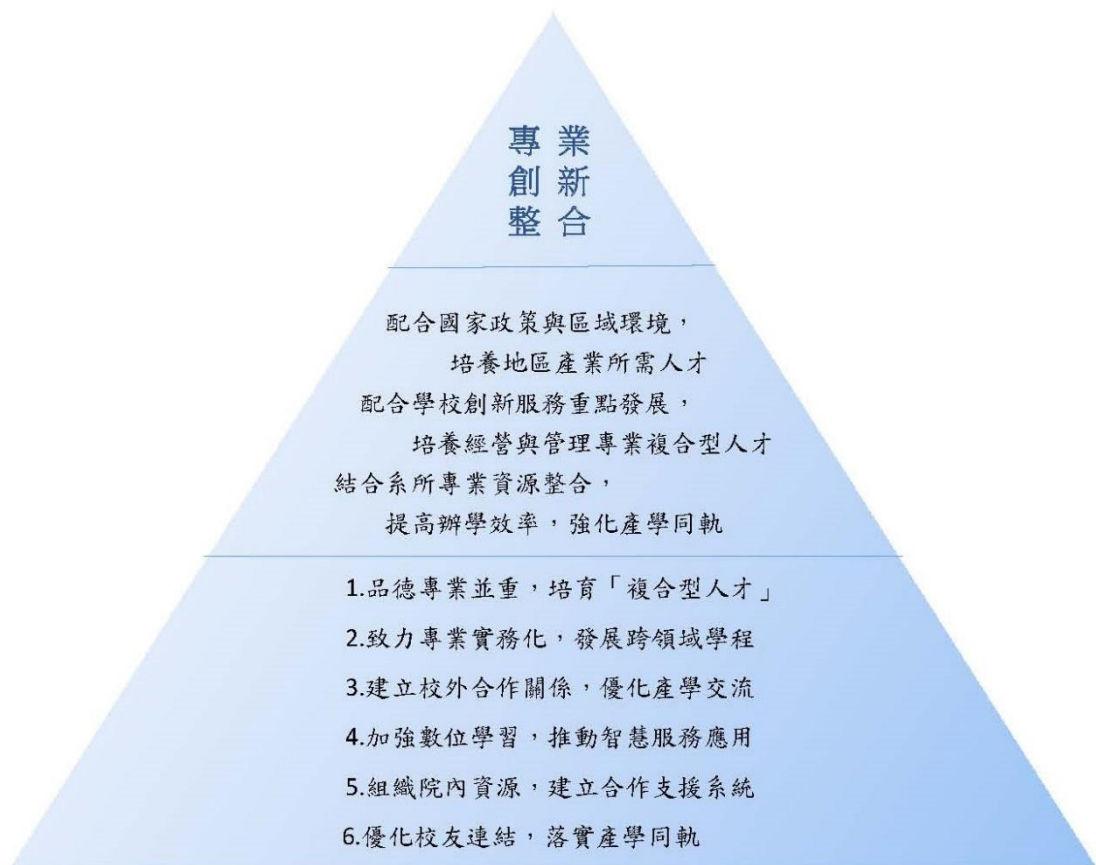 專業
創新
整合
配合國家政策與區域環境，
培養地區產業所需人才
配合學校創新服務重點發展，
培養經營與管理專業複合型人才
結合系所專業資源整合，
提高辦學效率，強化產學同軌
1.品德專業並重，培育「複合型人才」
2.致力專業實務化，發展跨領域學程
3.建立校外合作關係，優化產學交流
4.加強數位學習，推動智慧服務應用
5.組織院內資源，建立合作支援系統
6.優化校友連結，落實產學同軌